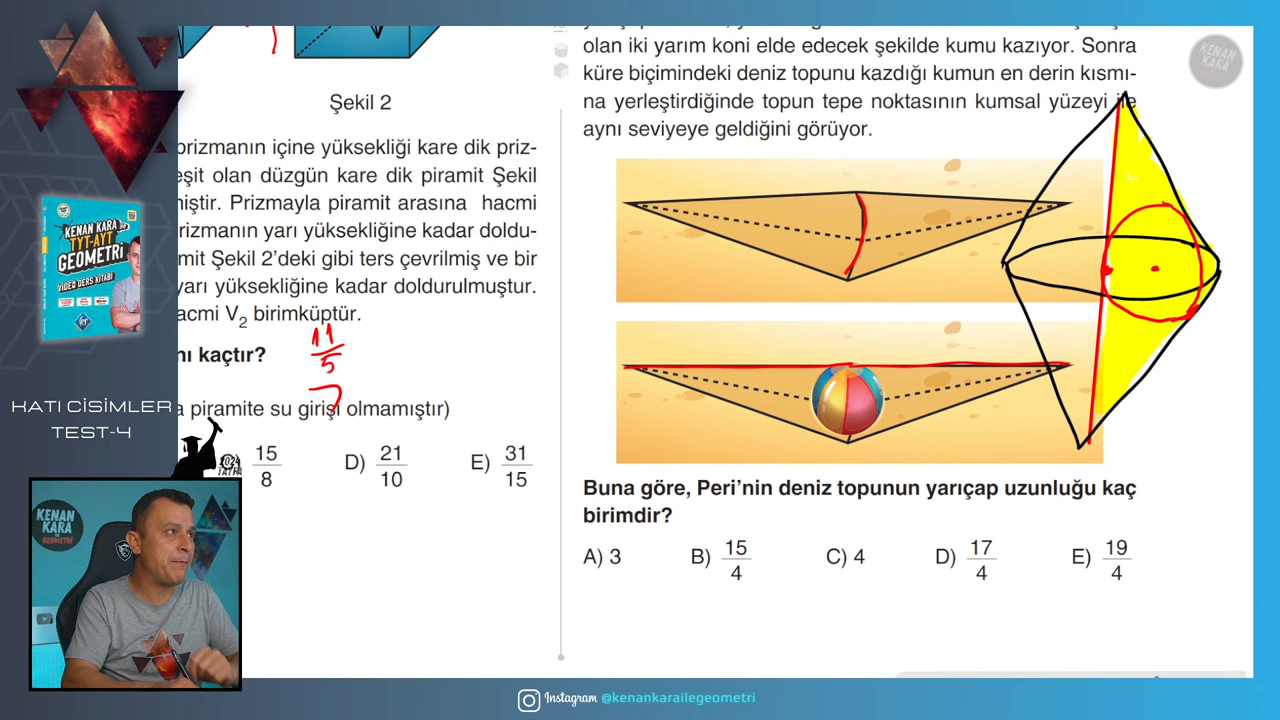 Şekil 2
prizmanın içine yüksekliği kare dik priz-
eşit olan düzgün kare dik piramit Şekil
miştir. Prizmayla piramit arasına hacmi
rizmanın yarı yüksekliğine kadar doldu-
mit Şekil 2'deki gibi ters çevrilmiş ve bir
yarı yüksekliğine kadar doldurulmuştur.
acmi V2 birimküptür.
nı kaçtır?
11
5
a piramite su girişi olmamıştır)
15
8
D) 21
10
E) 31
15
olan iki yarım koni elde edecek şekilde kumu kazıyor. Sonra
küre biçimindeki deniz topunu kazdığı kumun en derin kısmı-
na yerleştirdiğinde topun tepe noktasının kumsal yüzeyi ile
aynı seviyeye geldiğini görüyor.
Buna göre, Peri'nin deniz topunun yarıçap uzunluğu kaç
birimdir?
A) 3
B) 15
4
C) 4
D) 17
4
E) 19
4
KENAN
KARA
KENAN KARA
TYT-AYT
GEOMETRİ
VİDEO DERS KİTABI
KATI CİSİMLER
TEST-4
KENAN
KARA
GEOMETRİ
Instagram @kenankarailegeometri